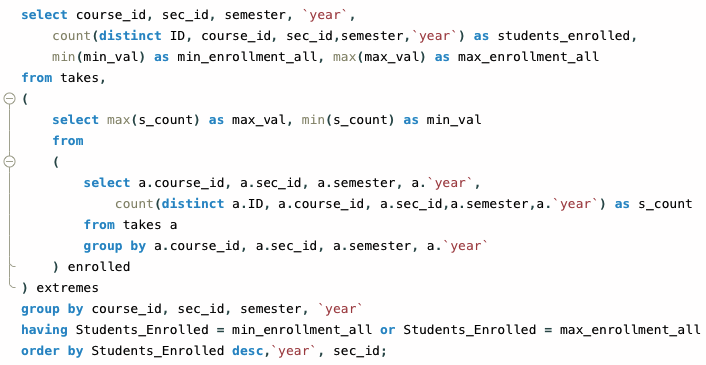 select course_id, sec_id, semester, `year`,
count(distinct ID, course_id, sec_id,semester,`year`) as students_enrolled,
min(min_val) as min_enrollment_all, max(max_val) as max_enrollment_all
from takes,
(
select max(s_count) as max_val, min(s_count) as min_val
from
(
select a.course_id, a.sec_id, a.semester, a.`year`,
count(distinct a.ID, a.course_id, a.sec_id,a.semester,a.`year`) as s_count
from takes a
group by a.course_id, a.sec_id, a.semester, a.`year`
) enrolled
) extremes
group by course_id, sec_id, semester, `year`
having Students_Enrolled = min_enrollment_all or Students_Enrolled = max_enrollment_all
order by Students_Enrolled desc,`year`, sec_id;